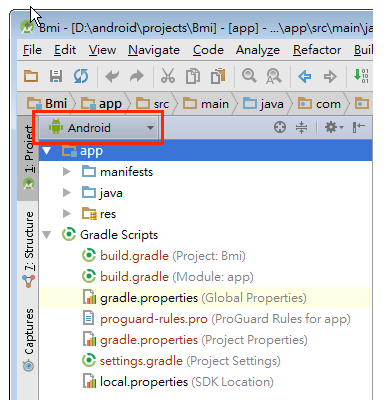 Bmi - [D:\android\projects\Bmi] - [app] - ...\app\src\main\ja
File Edit View Navigate Code Analyze Refactor Build
Bmi app src main java com
1: Project
Android
app
manifests
java
res
Gradle Scripts
7: Structure
build.gradle (Project: Bmi)
build.gradle (Module: app)
gradle.properties (Global Properties)
Captures
proguard-rules.pro (ProGuard Rules for app)
gradle.properties (Project Properties)
settings.gradle (Project Settings)
local.properties (SDK Location)